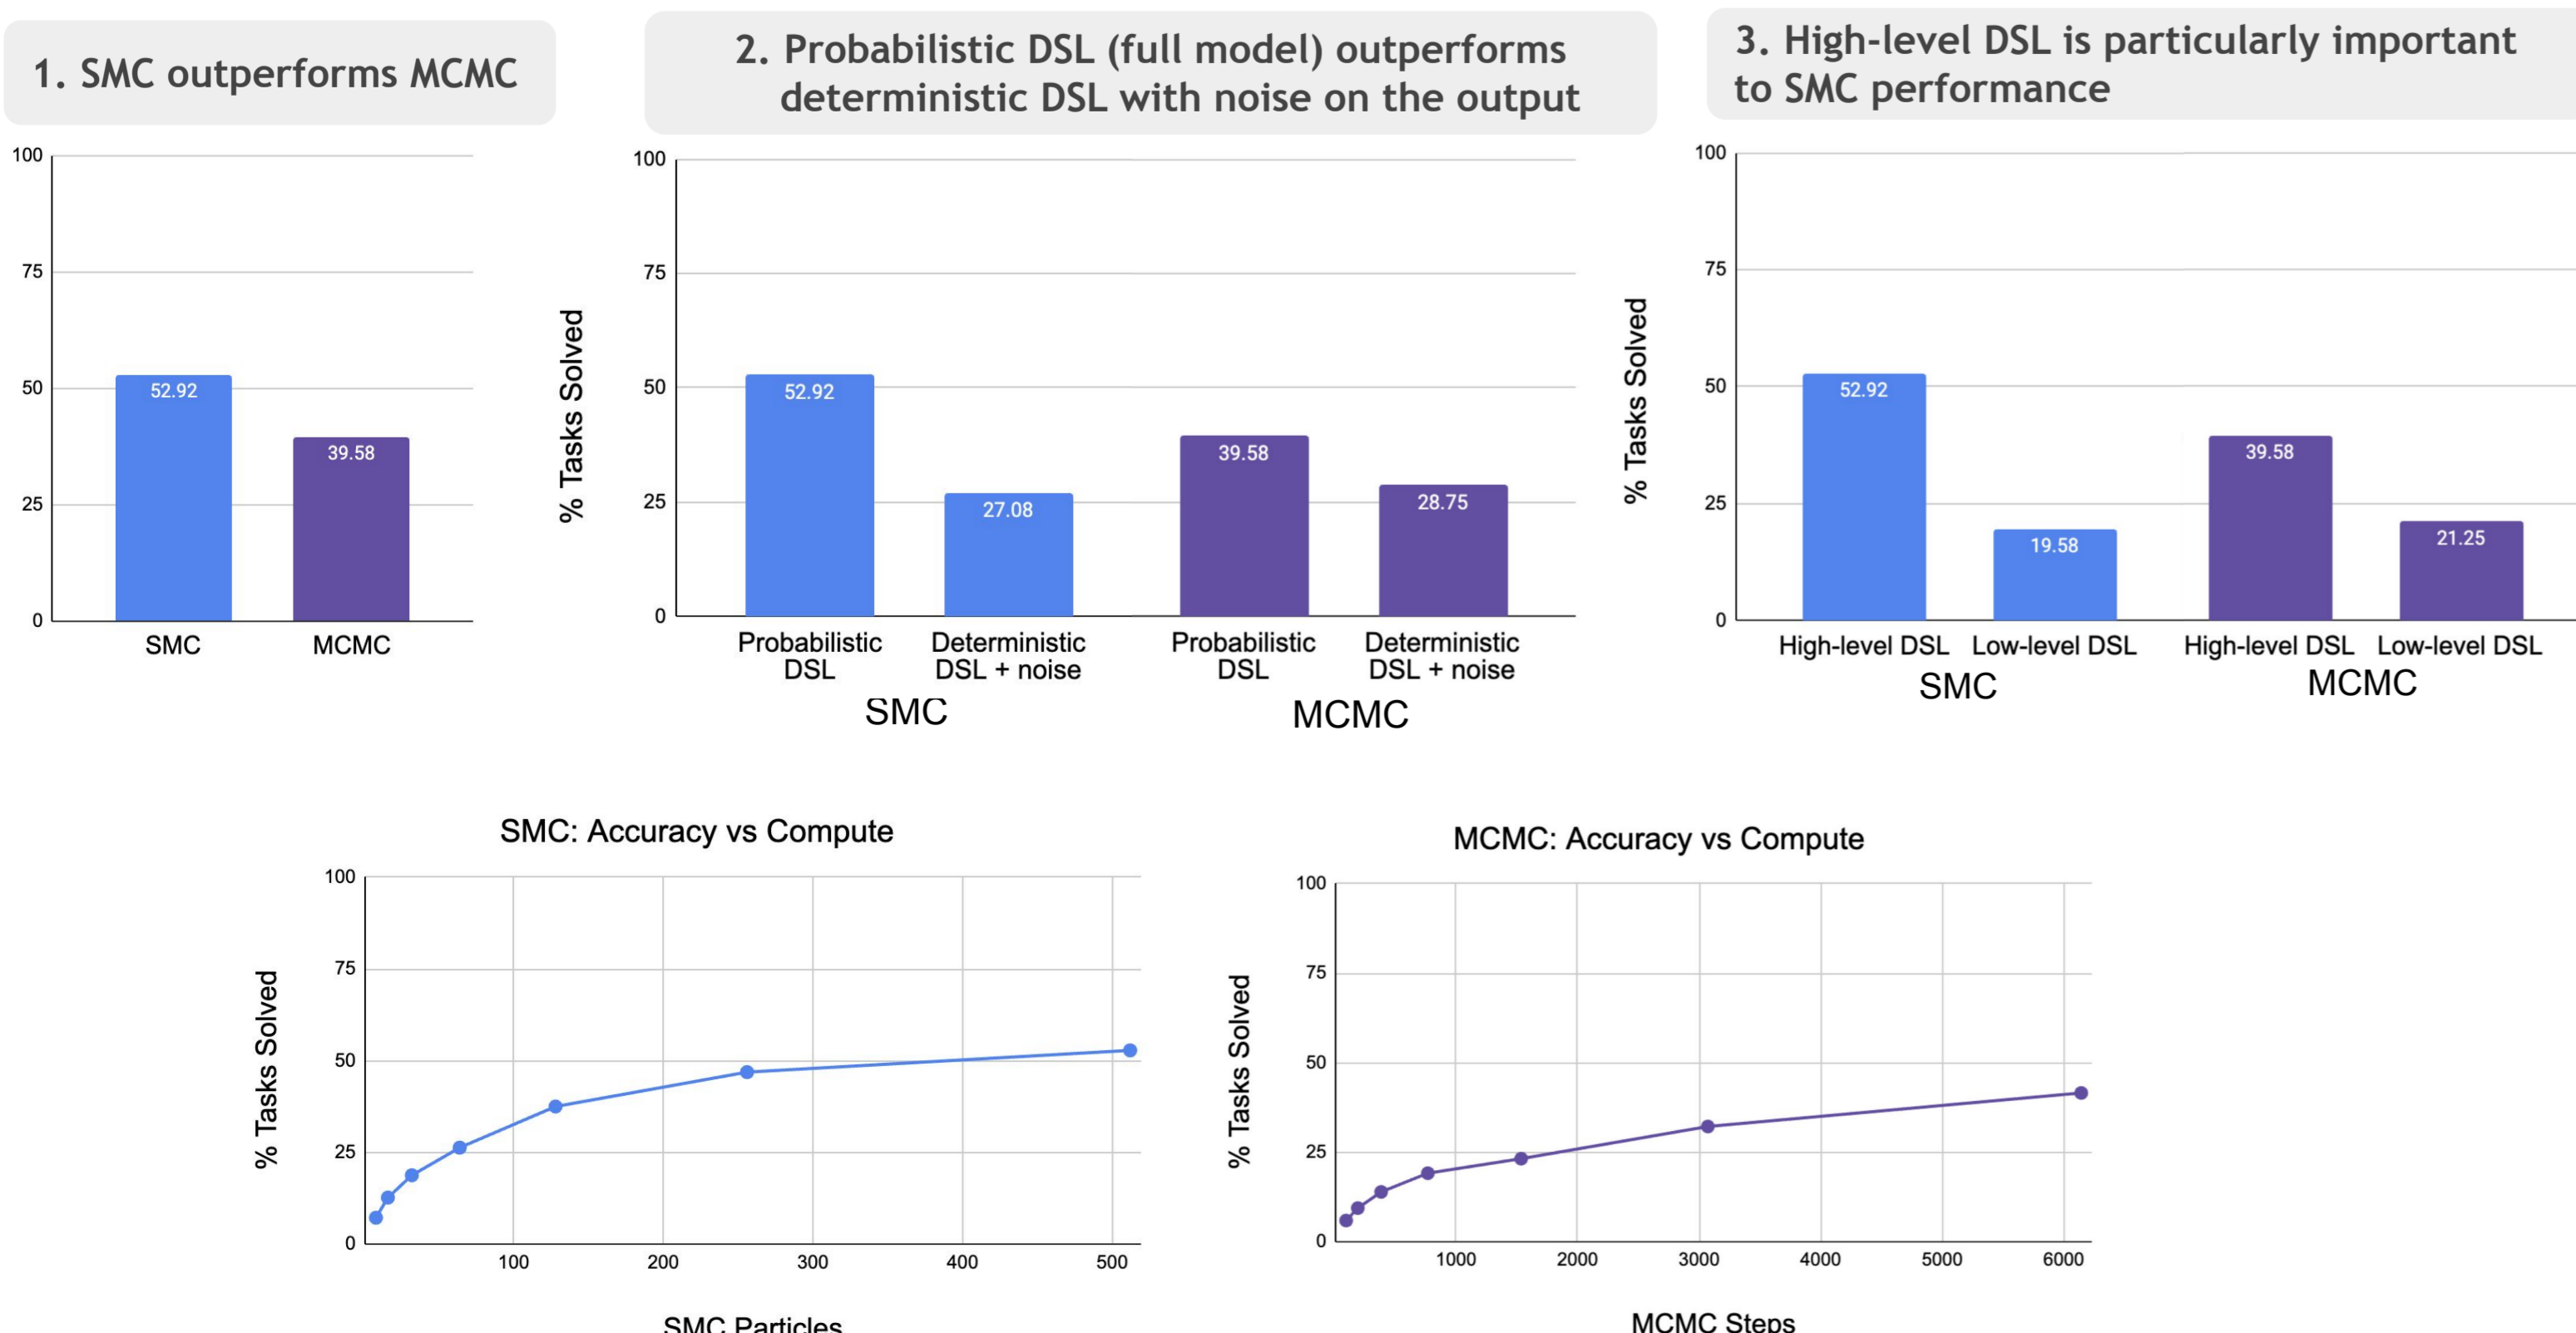 1. SMC outperforms MCMC
100
75
50
25
0
52.92
39.58
SMC
MCMC
2. Probabilistic DSL (full model) outperforms
deterministic DSL with noise on the output
% Tasks Solved
100
75
50
25
0
52.92
27.08
39.58
28.75
Probabilistic
DSL
Deterministic
DSL + noise
Probabilistic
DSL
Deterministic
DSL + noise
SMC
MCMC
3. High-level DSL is particularly important
to SMC performance
% Tasks Solved
100
75
50
25
0
52.92
19.58
39.58
21.25
High-level DSL
Low-level DSL
High-level DSL
Low-level DSL
SMC
MCMC
SMC: Accuracy vs Compute
% Tasks Solved
100
75
50
25
0
100
200
300
400
500
SMC Particles
MCMC: Accuracy vs Compute
% Tasks Solved
100
75
50
25
0
1000
2000
3000
4000
5000
6000
MCMC Steps